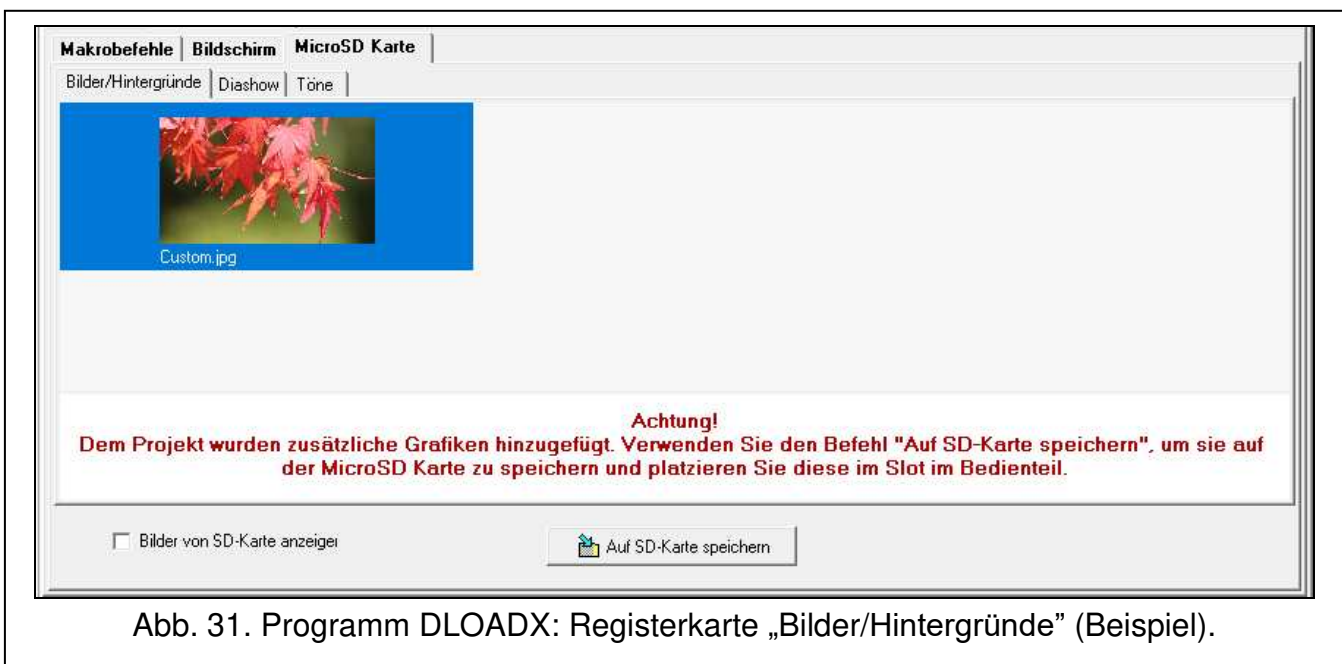 Makrobefehle Bildschirm MicroSD Karte
Bilder/Hintergründe Diashow Töne
Custom.jpg
Achtung!
Dem Projekt wurden zusätzliche Grafiken hinzugefügt. Verwenden Sie den Befehl "Auf SD-Karte speichern", um sie auf
der MicroSD Karte zu speichern und platzieren Sie diese im Slot im Bedienteil.
Bilder von SD-Karte anzeiger Auf SD-Karte speichern
Abb. 31. Programm DLOADX: Registerkarte „Bilder/Hintergründe” (Beispiel).